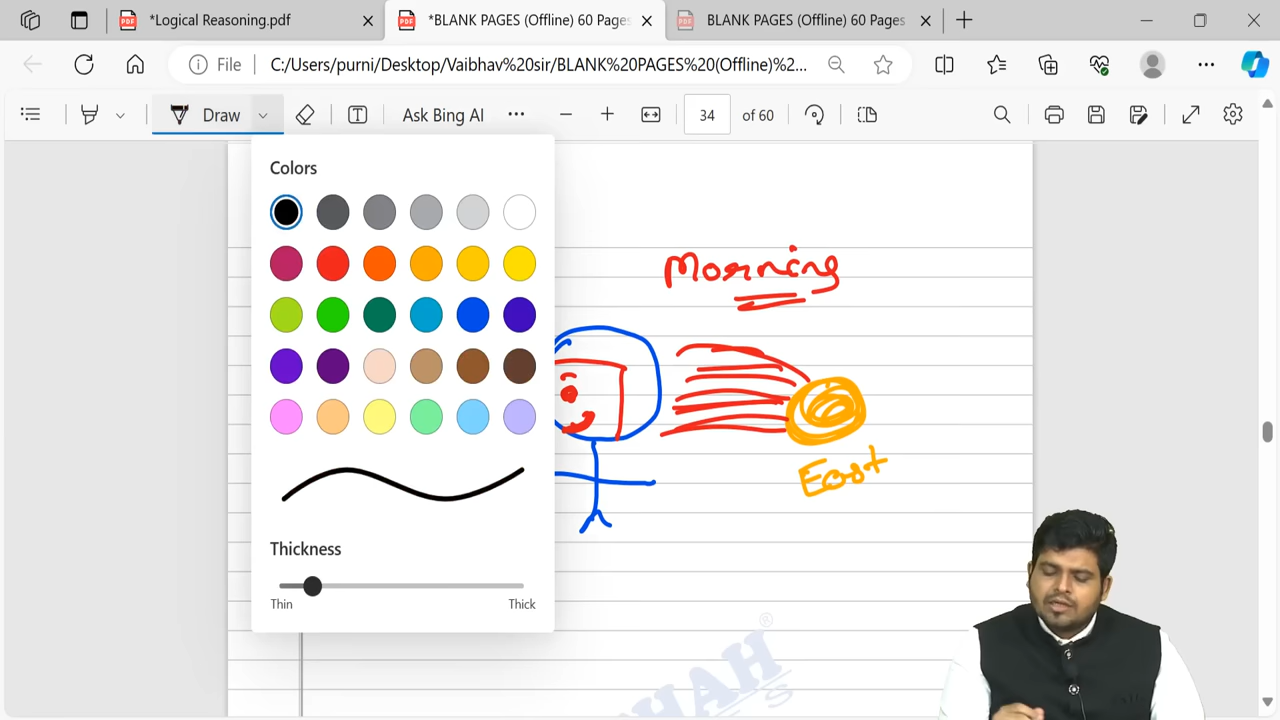 *Logical Reasoning.pdf
*BLANK PAGES (Offline) 60 Pages
BLANK PAGES (Offline) 60 Pages
File
C:/Users/purni/Desktop/Vaibhav%20sir/BLANK%20PAGES%20(Offline)%2...
Draw
Ask Bing AI
34
of 60
Colors
Morning
East
Thickness
Thin
Thick
HAH
S